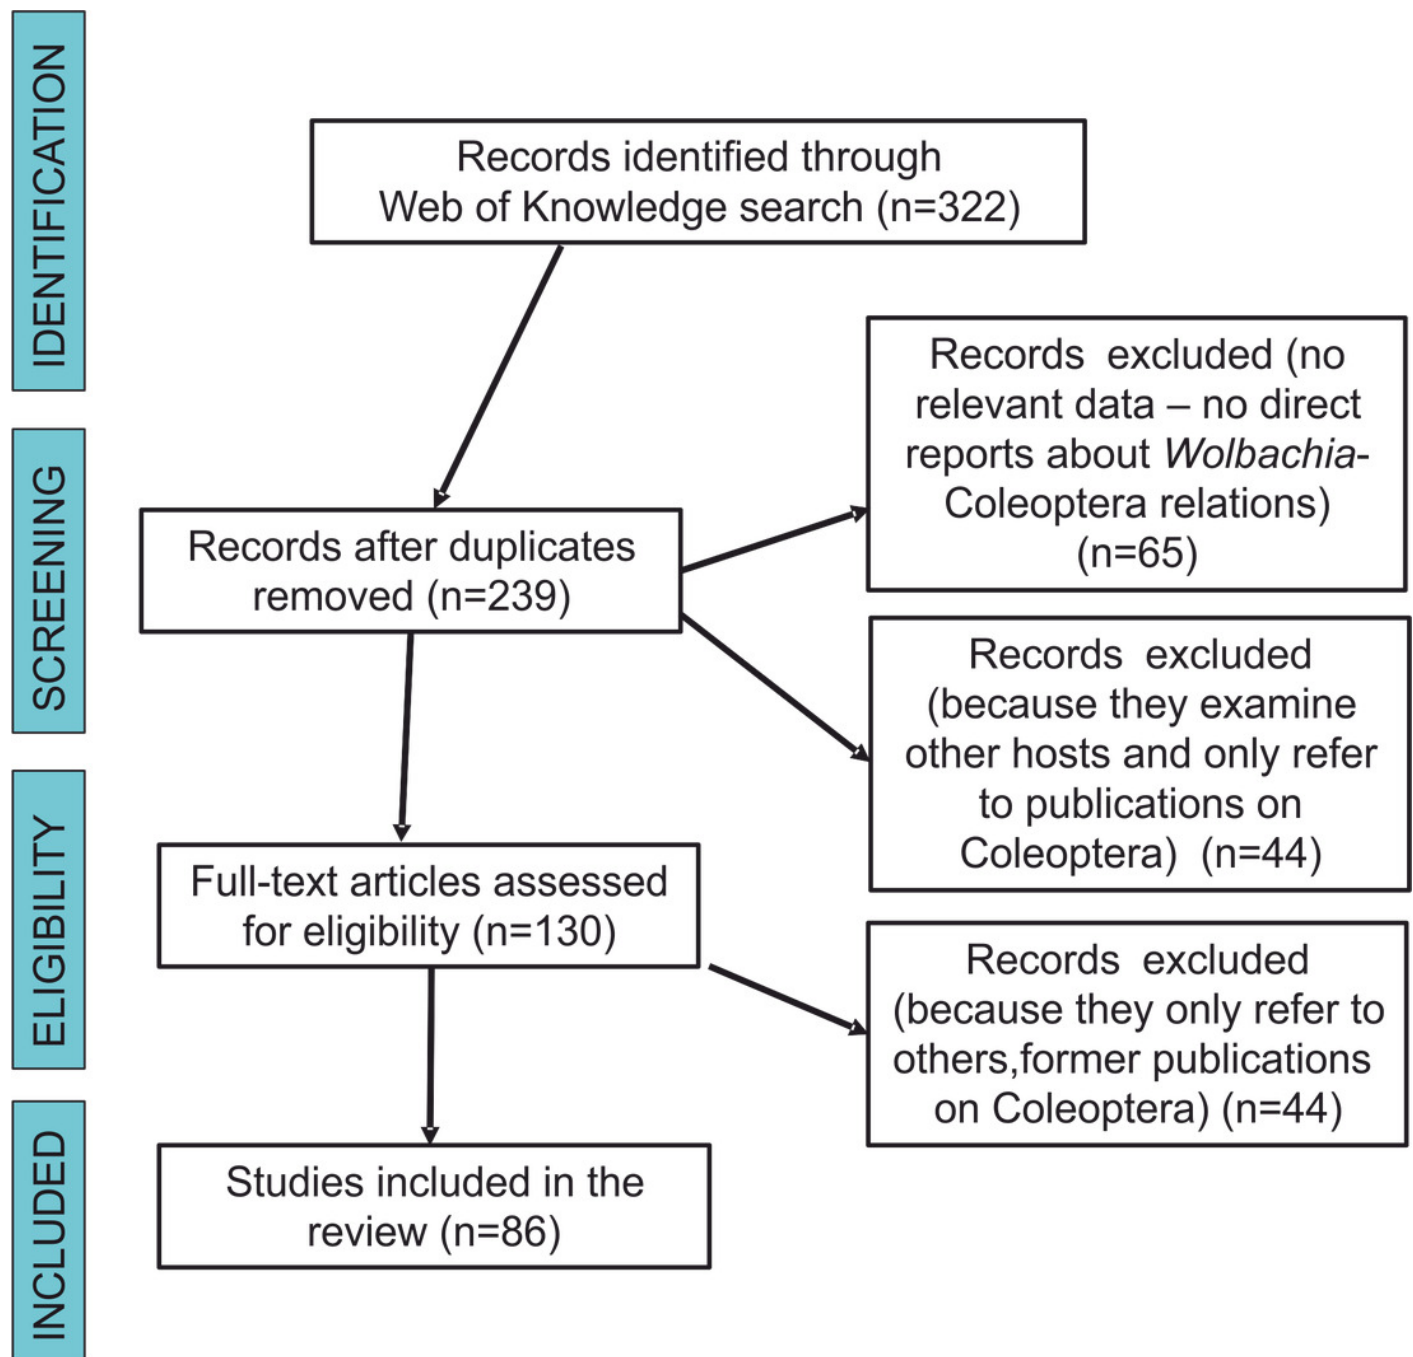 IDENTIFICATION
Records identified through
Web of Knowledge search (n=322)
SCREENING
Records after duplicates
removed (n=239)
Records excluded (no
relevant data – no direct
reports about Wolbachia-
Coleoptera relations)
(n=65)
Records excluded
(because they examine
other hosts and only refer
to publications on
Coleoptera) (n=44)
ELIGIBILITY
Full-text articles assessed
for eligibility (n=130)
Records excluded
(because they only refer to
others,former publications
on Coleoptera) (n=44)
INCLUDED
Studies included in the
review (n=86)